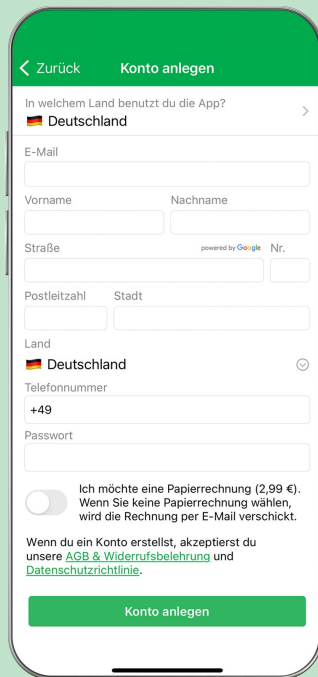 Zurück Konto anlegen
In welchem Land benutzt du die App?
Deutschland
E-Mail
Vorname Nachname
Straße powered by Google Nr.
Postleitzahl Stadt
Land
Deutschland
Telefonnummer
+49
Passwort
Ich möchte eine Papierrechnung (2,99 €).
Wenn Sie keine Papierrechnung wählen,
wird die Rechnung per E-Mail verschickt.
Wenn du ein Konto erstellst, akzeptierst du
unsere AGB & Widerrufsbelehrung und
Datenschutzrichtlinie.
Konto anlegen